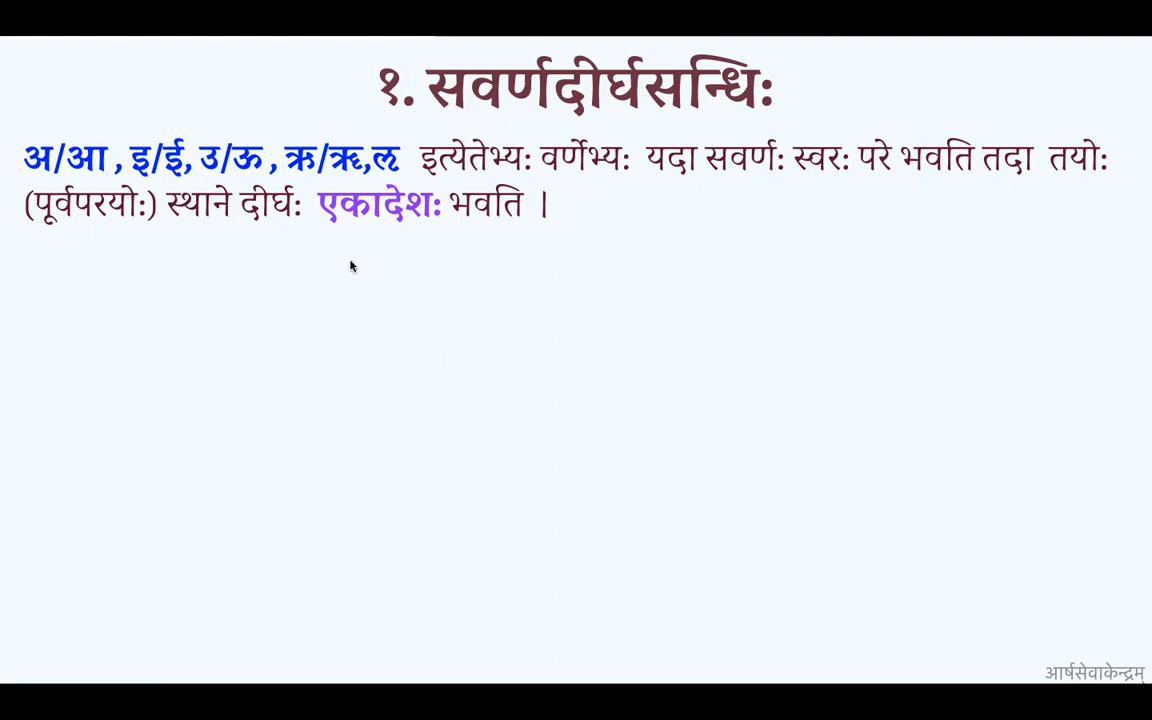 १. सवर्णदीर्घसन्धिः
अ/आ , इ/ई, उ/ऊ , ऋ/ॠ,ऌ इत्येतेभ्यः वर्णेभ्यः यदा सवर्णः स्वरः परे भवति तदा तयोः
(पूर्वपरयोः) स्थाने दीर्घः एकादेशः भवति ।
आर्षसेवाकेन्द्रम्